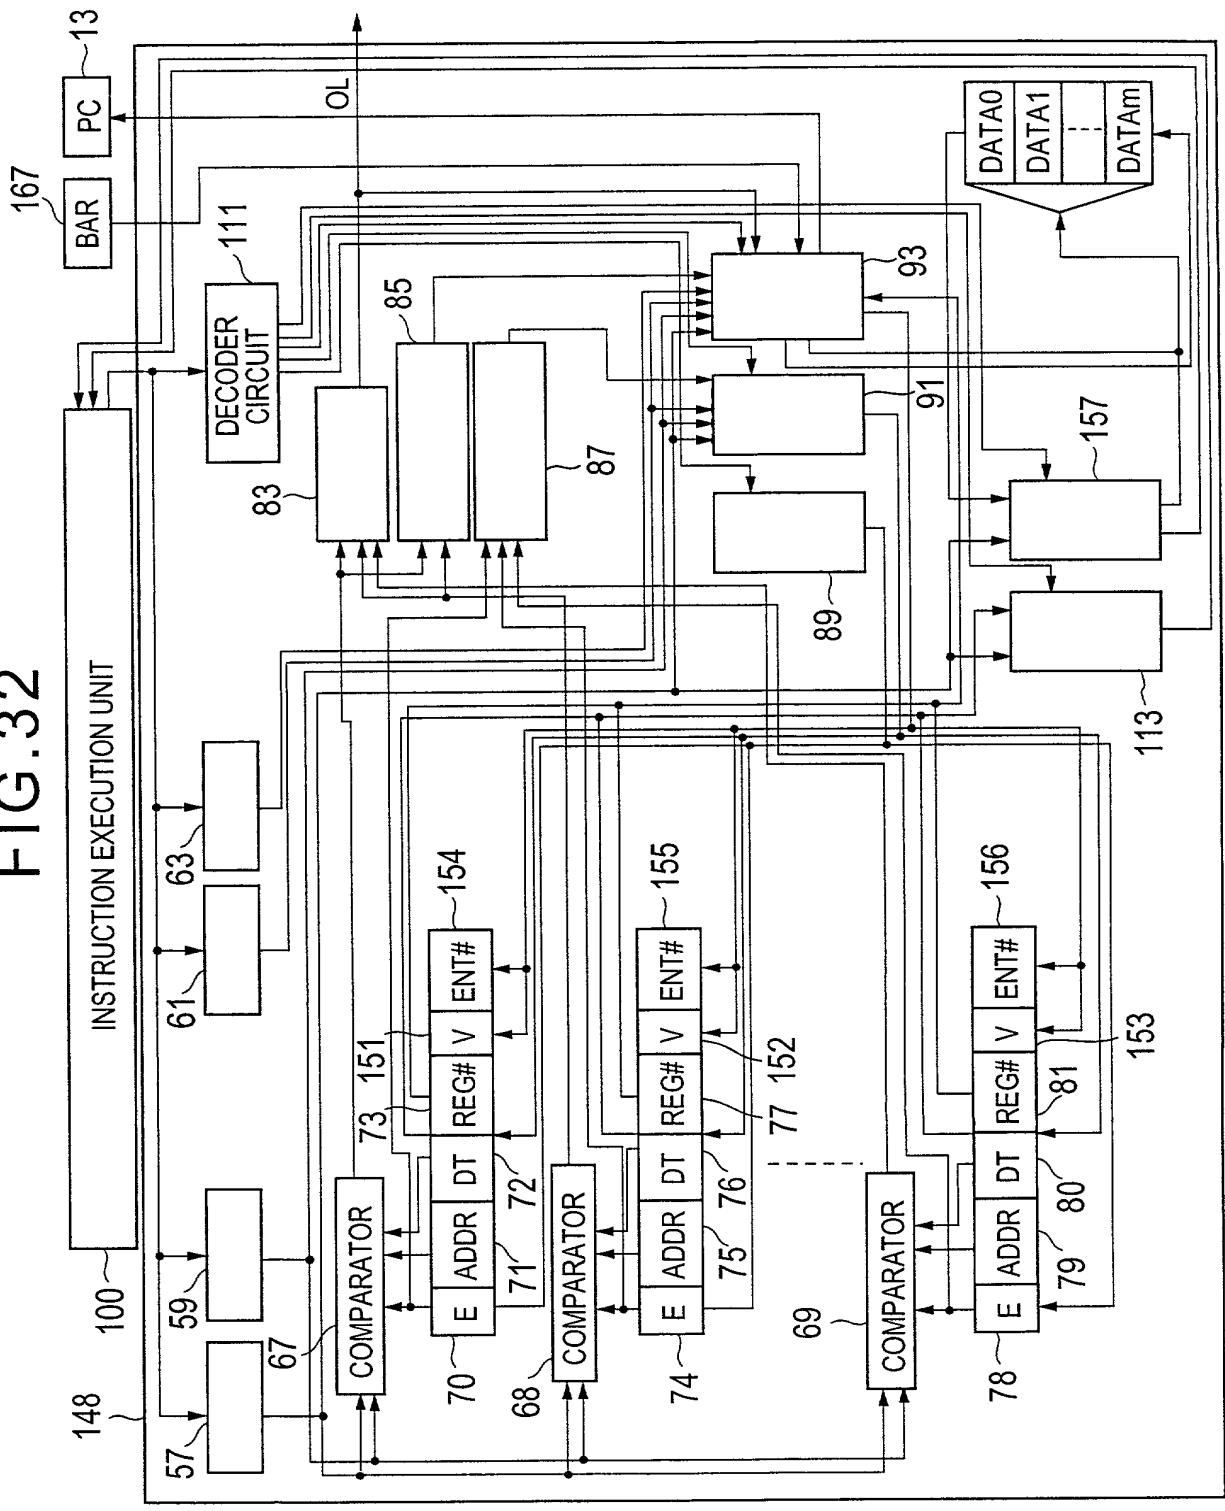 FIG.32
INSTRUCTION EXECUTION UNIT
100
148
BAR
167
PC
13
57
59
61
63
DECODER
CIRCUIT
111
OL
83
85
87
67
COMPARATOR
E
ADDR
DT
REG#
V
ENT#
70
71
72
73
151
154
68
COMPARATOR
E
ADDR
DT
REG#
V
ENT#
74
75
76
77
152
155
69
COMPARATOR
E
ADDR
DT
REG#
V
ENT#
78
79
80
81
153
156
89
91
93
113
157
DATA0
DATA1
DATAm